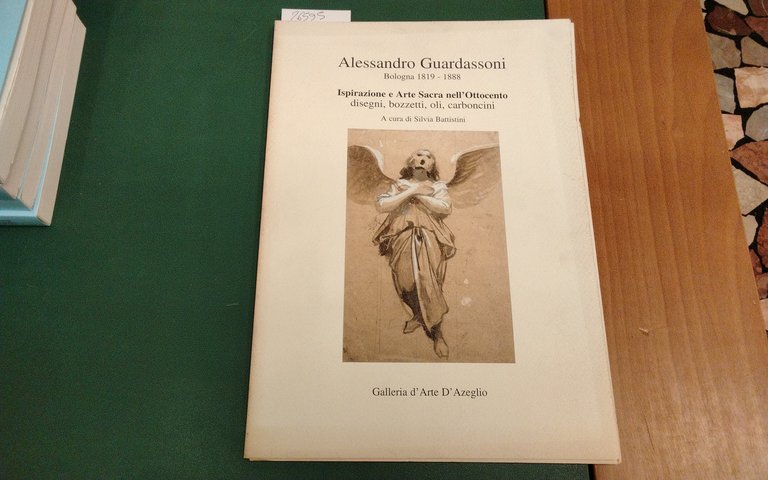 26595
Alessandro Guardassoni
Bologna 1819 - 1888
Ispirazione e Arte Sacra nell'Ottocento
disegni, bozzetti, oli, carboncini
A cura di Silvia Battistini
Galleria d'Arte D'Azeglio